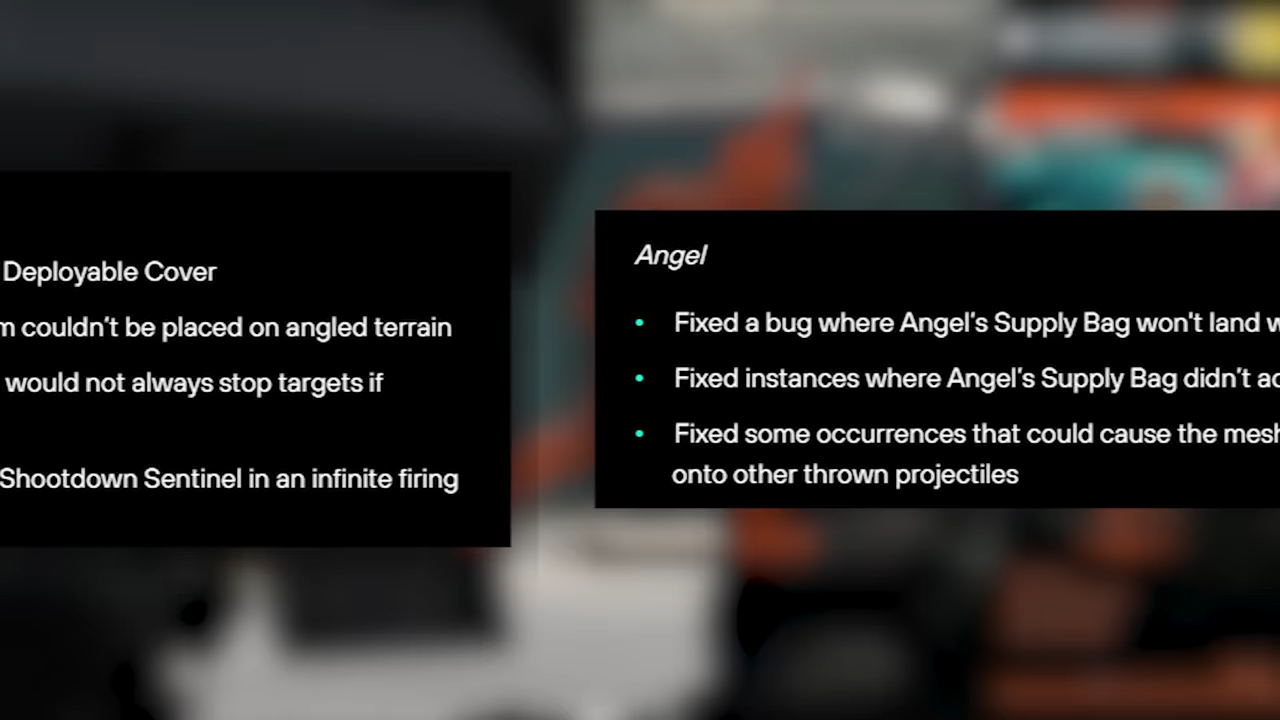 Deployable Cover
couldn't be placed on angled terrain
would not always stop targets if
Shootdown Sentinel in an infinite firing
Angel
• Fixed a bug where Angel's Supply Bag won't land
• Fixed instances where Angel's Supply Bag didn't
• Fixed some occurrences that could cause the mesh
onto other thrown projectiles